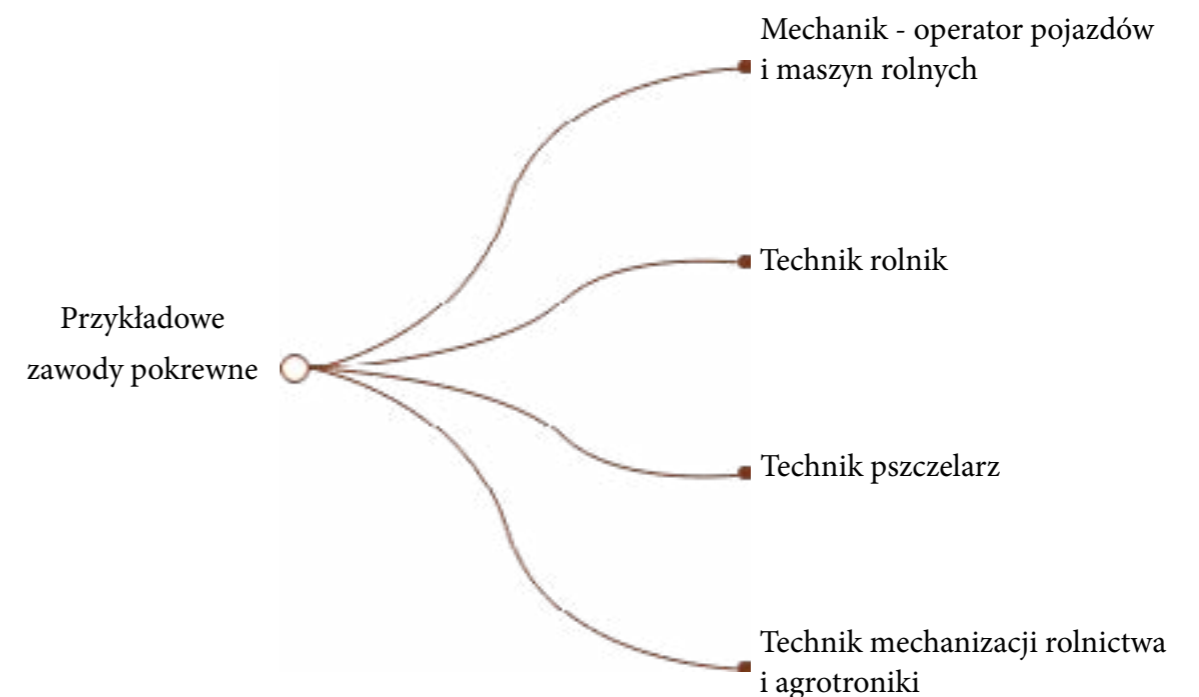 Mechanik - operator pojazdów
i maszyn rolnych
Technik rolnik
Przykładowe
zawody pokrewne
Technik pszczelarz
Technik mechanizacji rolnictwa
i agrotroniki